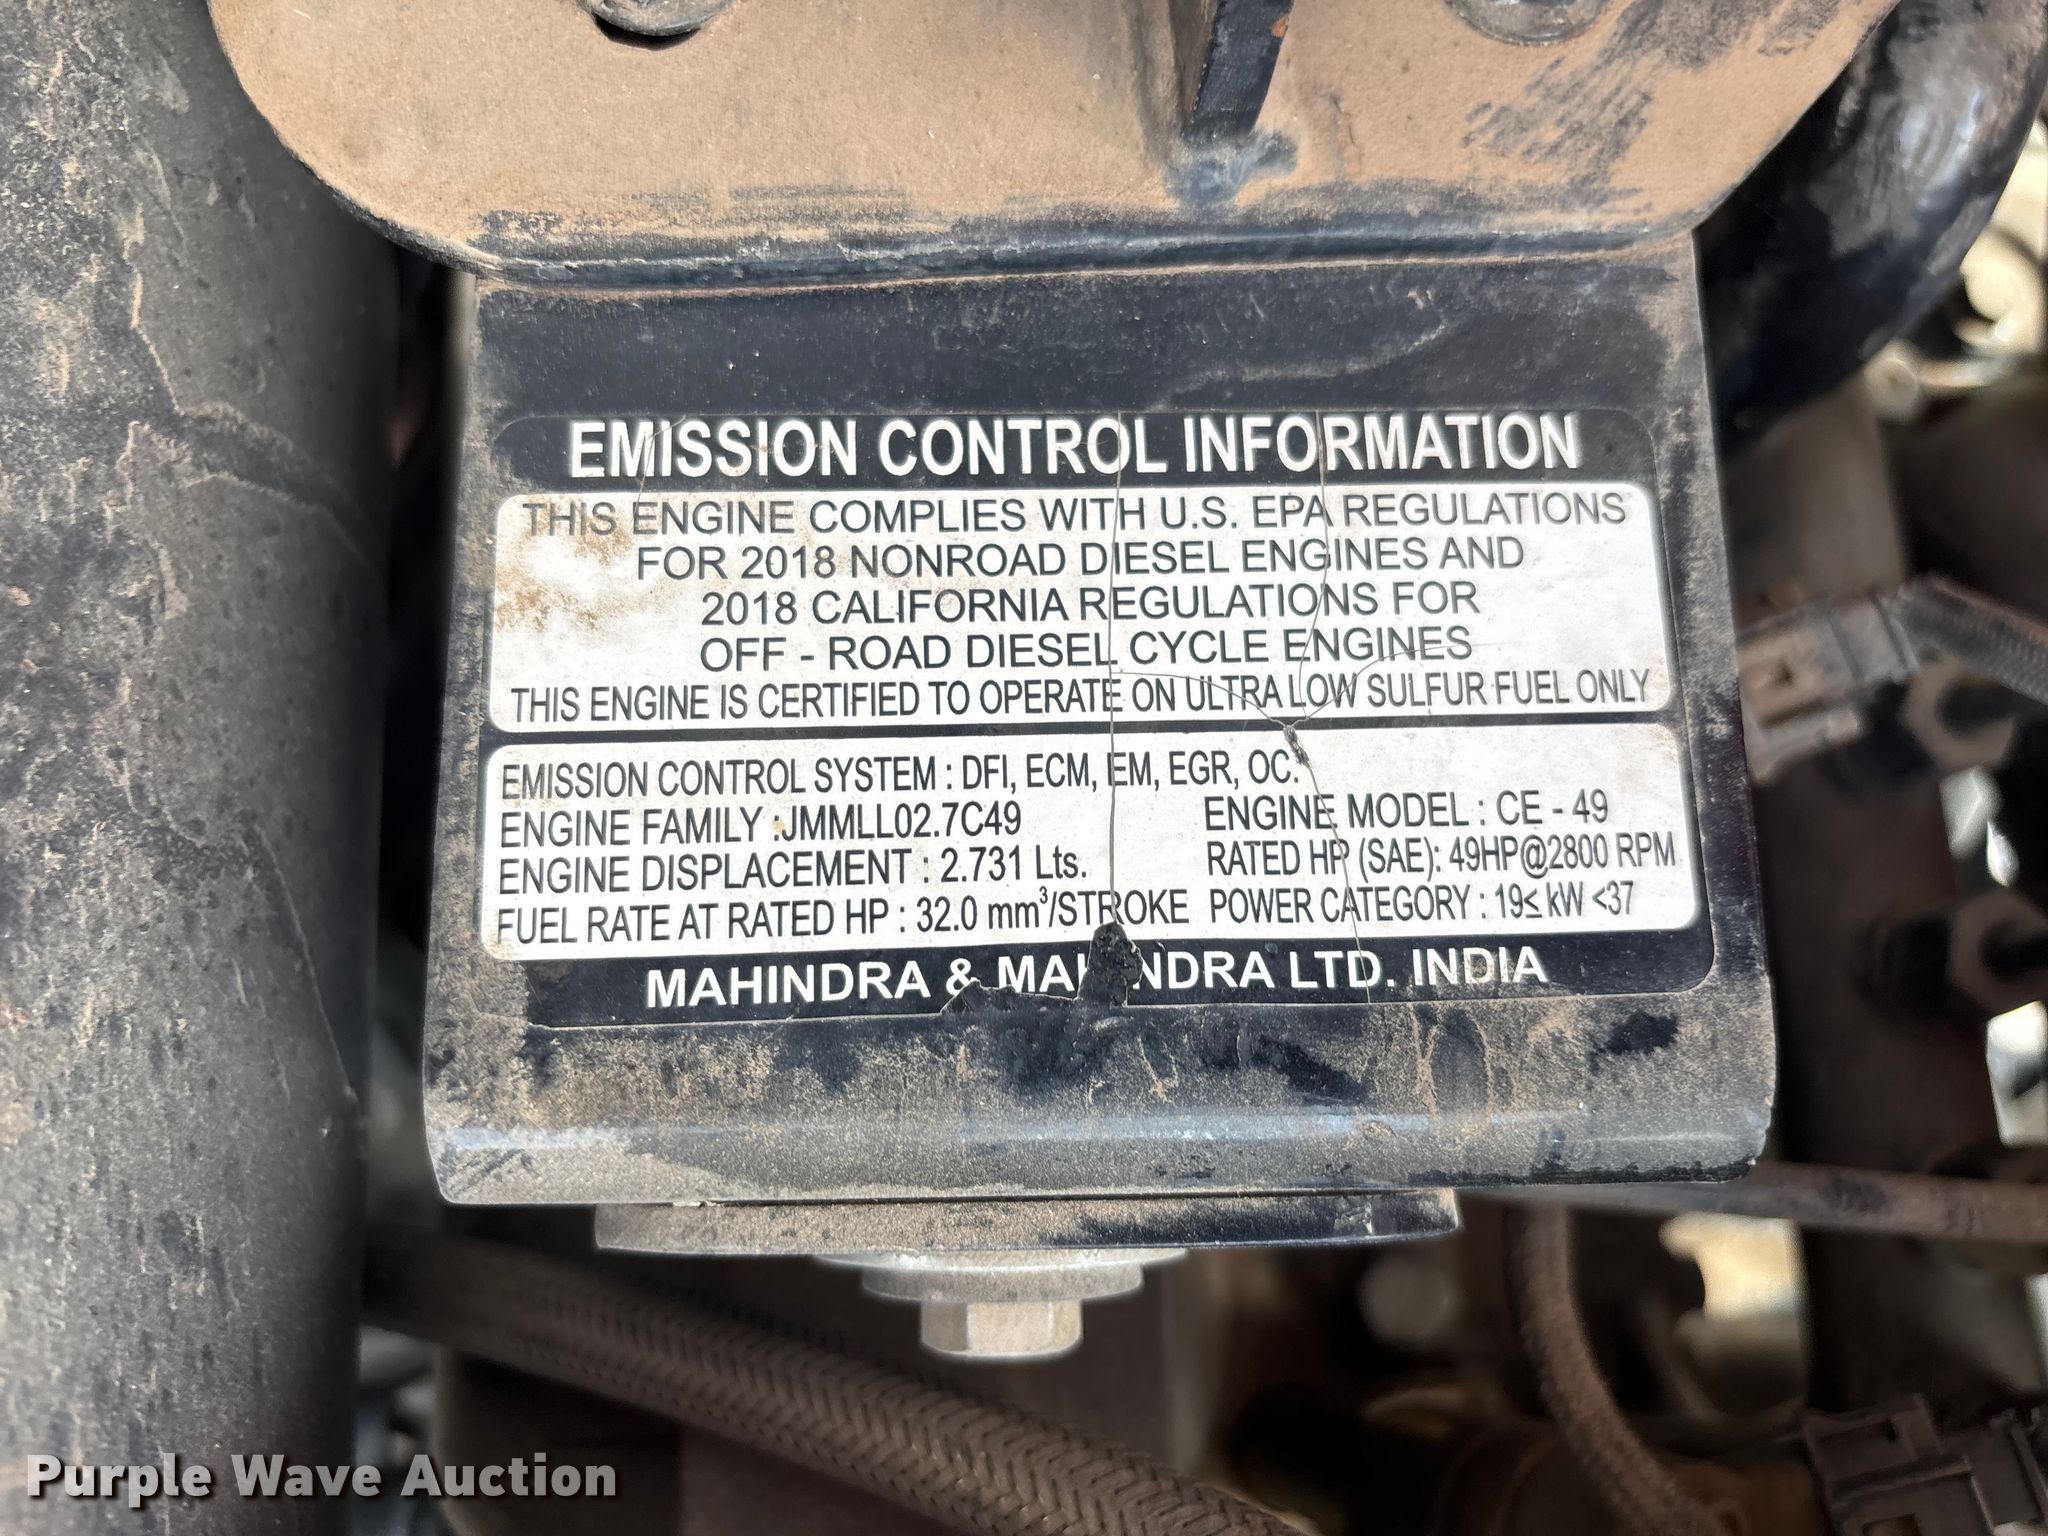 EMISSION CONTROL INFORMATION
THIS ENGINE COMPLIES WITH U.S. EPA REGULATIONS
FOR 2018 NONROAD DIESEL ENGINES AND
2018 CALIFORNIA REGULATIONS FOR
OFF - ROAD DIESEL CYCLE ENGINES
THIS ENGINE IS CERTIFIED TO OPERATE ON ULTRA LOW SULFUR FUEL ONLY
EMISSION CONTROL SYSTEM : DFI, ECM, EM, EGR, OC.
ENGINE FAMILY :JMMLL02.7C49 ENGINE MODEL : CE - 49
ENGINE DISPLACEMENT : 2.731 Lts. RATED HP (SAE): 49HP@2800 RPM
FUEL RATE AT RATED HP : 32.0 mm³/STROKE POWER CATEGORY : 19≤ kW <37
MAHINDRA & MAHINDRA LTD. INDIA
Purple Wave Auction